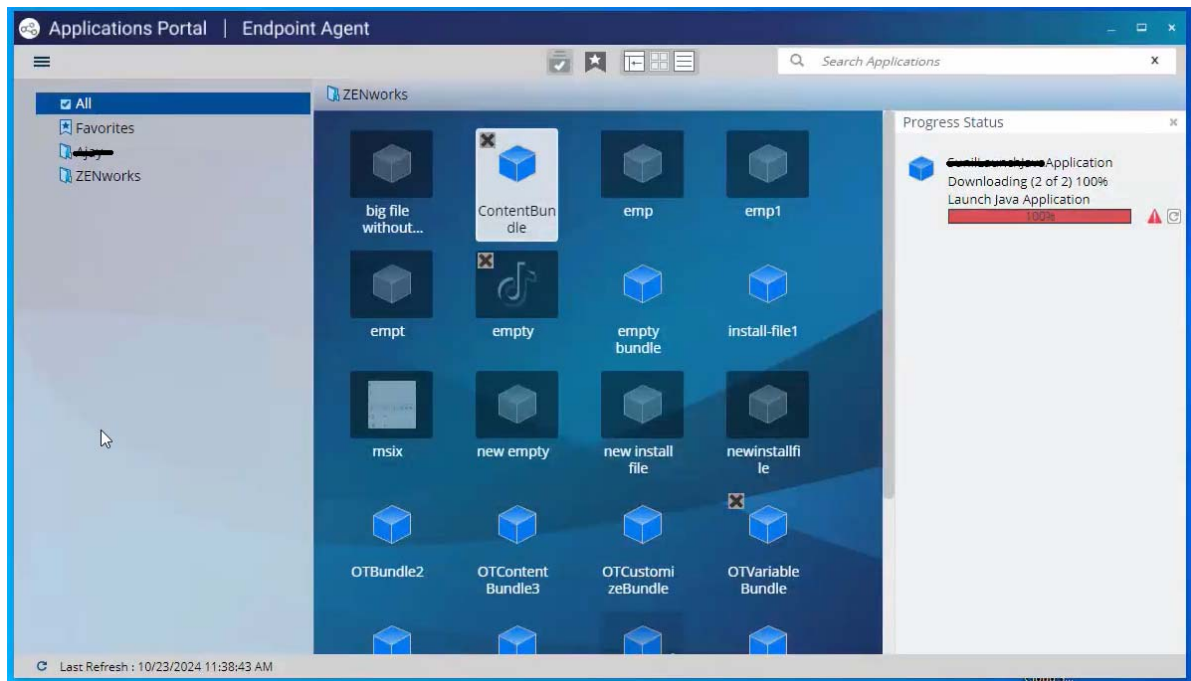 Applications Portal | Endpoint Agent
Search Applications
x
All
Favorites
ZENworks
ZENworks
big file
without...
ContentBun
dle
emp
emp1
empt
empty
empty
bundle
install-file1
msix
new empty
new install
file
newinstallfi
le
OTBundle2
OTContent
Bundle3
OTCustomi
zeBundle
OTVariable
Bundle
Progress Status
Application
Downloading (2 of 2) 100%
Launch Java Application
100%
Last Refresh : 10/23/2024 11:38:43 AM